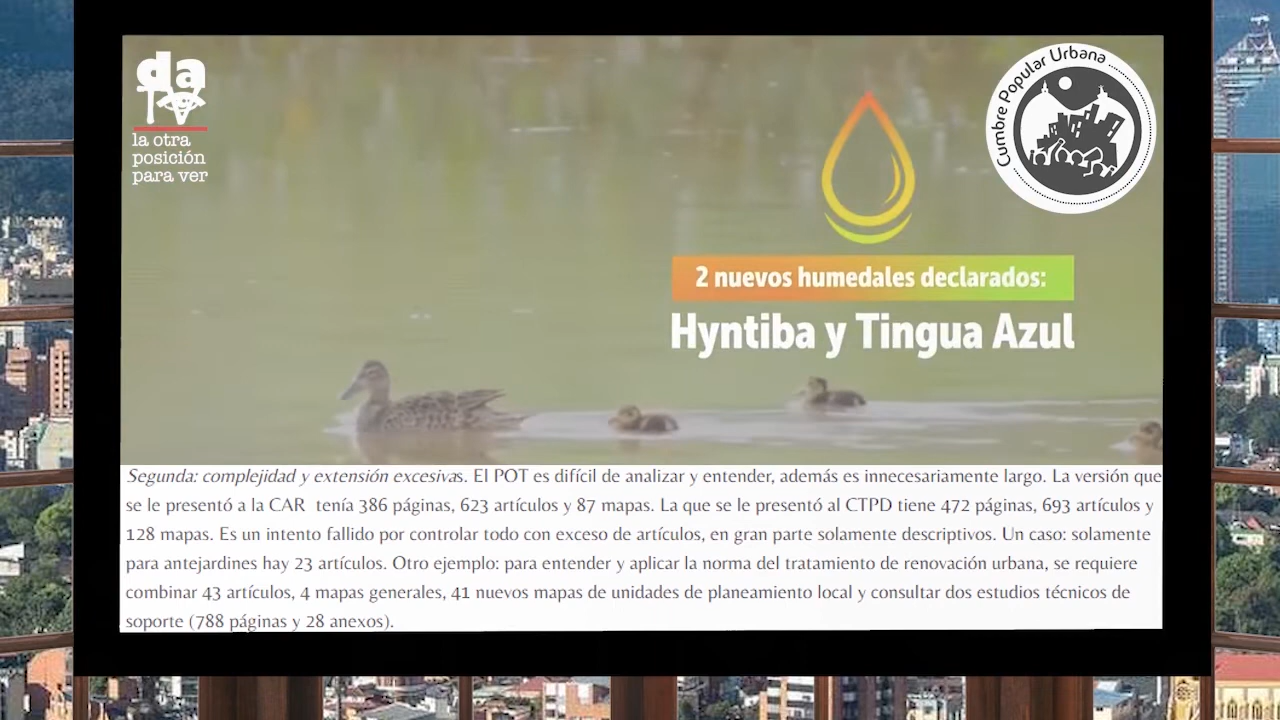 da
tv
la otra
posición
para ver
Cumbre Popular Urbana
2 nuevos humedales declarados:
Hyntiba y Tingua Azul
Segunda: complejidad y extensión excesivas. El POT es difícil de analizar y entender, además es innecesariamente largo. La versión que
se le presentó a la CAR tenía 386 páginas, 623 artículos y 87 mapas. La que se le presentó al CTPD tiene 472 páginas, 693 artículos y
128 mapas. Es un intento fallido por controlar todo con exceso de artículos, en gran parte solamente descriptivos. Un caso: solamente
para antejardines hay 23 artículos. Otro ejemplo: para entender y aplicar la norma del tratamiento de renovación urbana, se requiere
combinar 43 artículos, 4 mapas generales, 41 nuevos mapas de unidades de planeamiento local y consultar dos estudios técnicos de
soporte (788 páginas y 28 anexos).